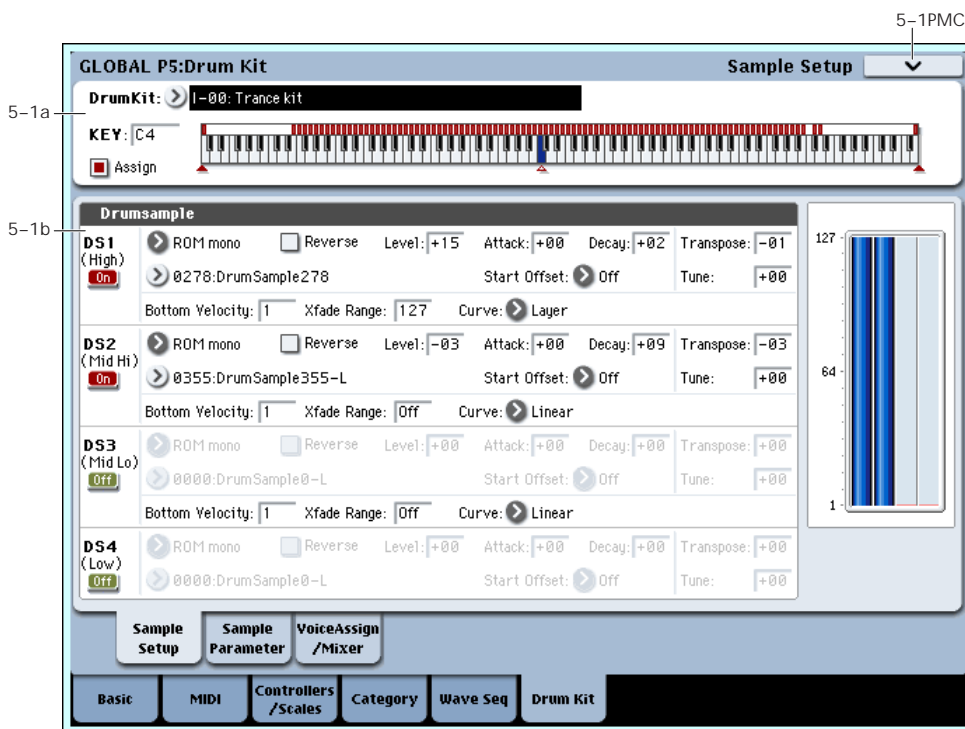 5-1PMC
GLOBAL P5:Drum Kit Sample Setup
5-1a
DrumKit: I-00: Trance kit
KEY: C4
Assign
5-1b
Drumsample
DS1 (High) On
ROM mono Reverse Level: +15 Attack: +00 Decay: +02 Transpose: -01
0278:DrumSample278 Start Offset: Off Tune: +00
Bottom Velocity: 1 Xfade Range: 127 Curve: Layer
DS2 (Mid Hi) On
ROM mono Reverse Level: -03 Attack: +00 Decay: +09 Transpose: -03
0355:DrumSample355-L Start Offset: Off Tune: +00
Bottom Velocity: 1 Xfade Range: Off Curve: Linear
DS3 (Mid Lo) Off
ROM mono Reverse Level: +00 Attack: +00 Decay: +00 Transpose: +00
0000:DrumSample0-L Start Offset: Off Tune: +00
Bottom Velocity: 1 Xfade Range: Off Curve: Linear
DS4 (Low) Off
ROM mono Reverse Level: +00 Attack: +00 Decay: +00 Transpose: +00
0000:DrumSample0-L Start Offset: Off Tune: +00
127
64
1
Sample Setup
Sample Parameter
VoiceAssign /Mixer
Basic
MIDI
Controllers /Scales
Category
Wave Seq
Drum Kit